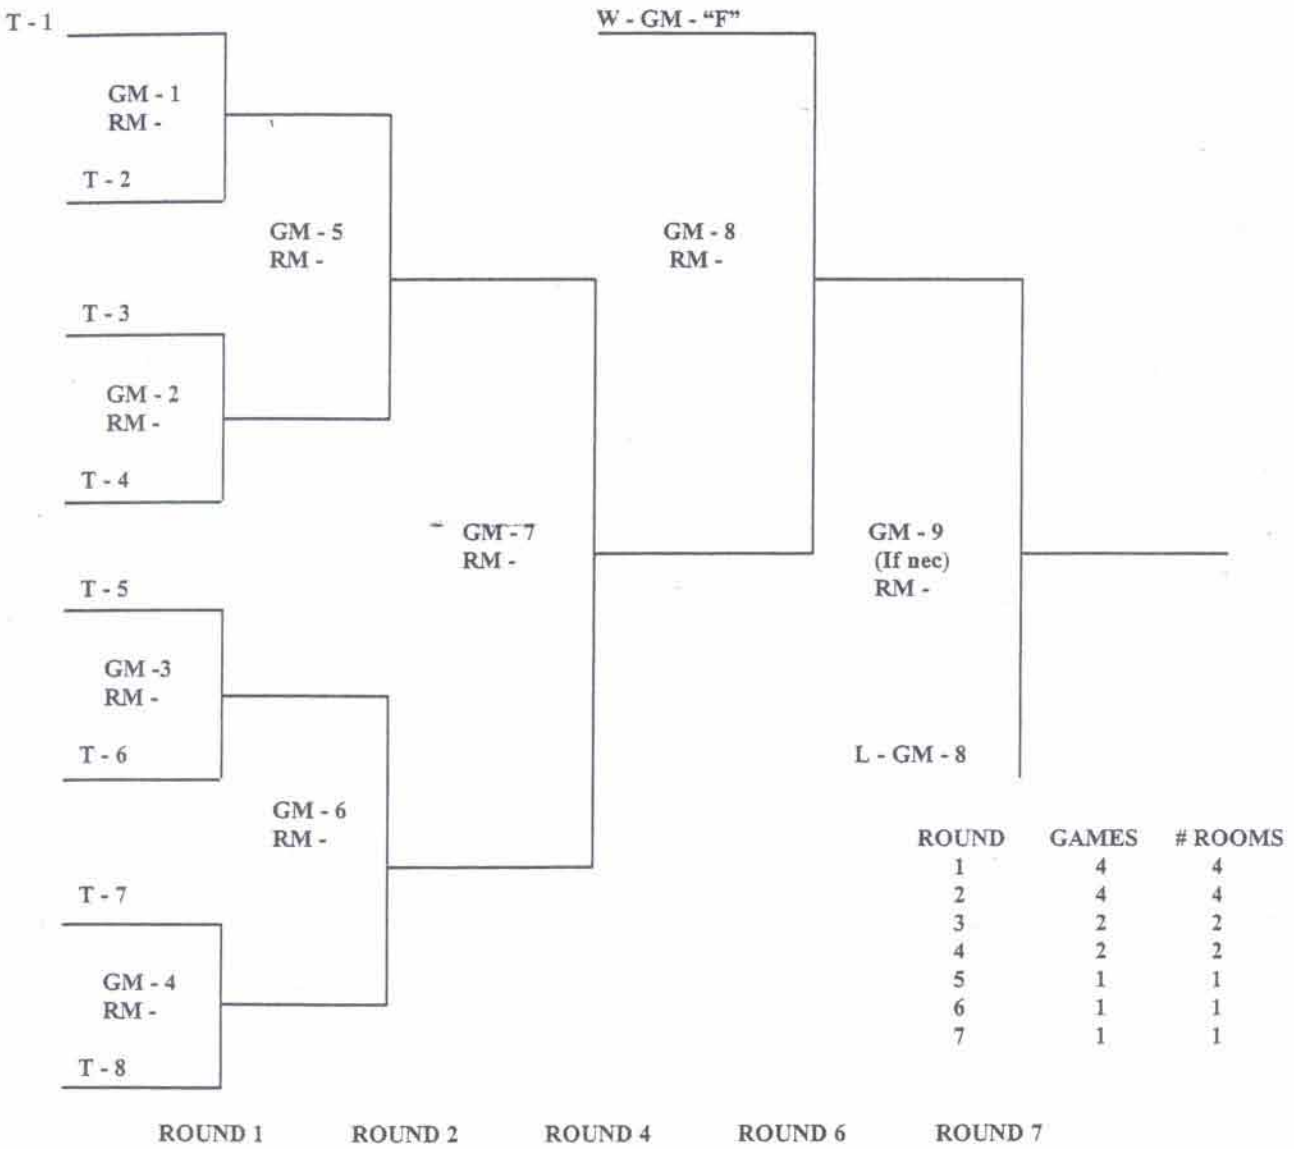 T - 1
W - GM - “F”
GM - 1
RM -
T - 2
GM - 5
RM -
GM - 8
RM -
T - 3
GM - 2
RM -
T - 4
GM - 7
RM -
GM - 9
(If nec)
RM -
T - 5
GM -3
RM -
T - 6
L - GM - 8
GM - 6
RM -
T - 7
GM - 4
RM -
T - 8
ROUND GAMES # ROOMS
1 4 4
2 4 4
3 2 2
4 2 2
5 1 1
6 1 1
7 1 1
ROUND 1 ROUND 2 ROUND 4 ROUND 6 ROUND 7